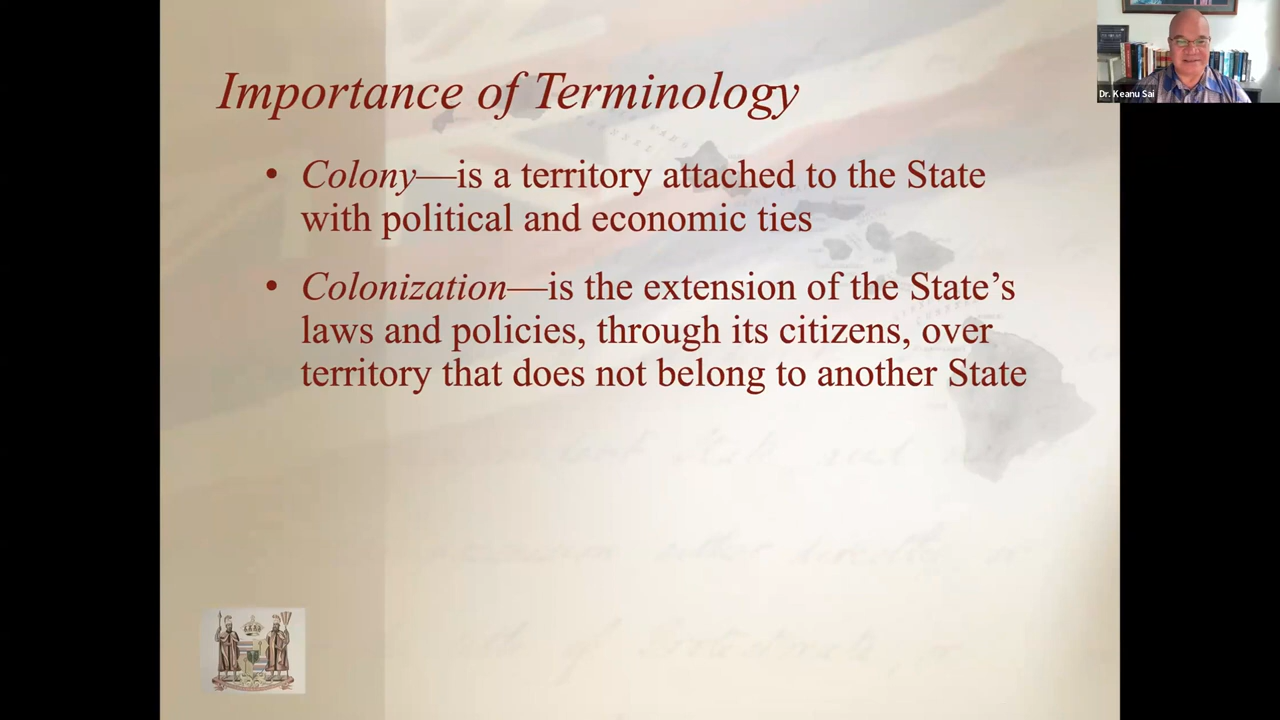 Importance of Terminology
• Colony—is a territory attached to the State
with political and economic ties
• Colonization—is the extension of the State’s
laws and policies, through its citizens, over
territory that does not belong to another State
Dr. Keanu Sai